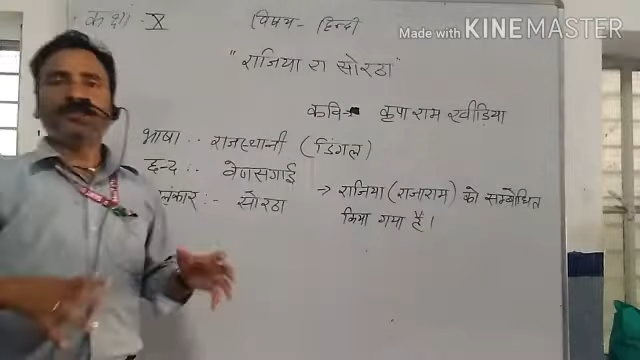 कक्षा - X
विषय - हिन्दी
Made with KINEMASTER
"राजिया रा सोरठा"
कवि → कृपा राम खीड़िया
भाषा .. राजस्थानी (डिंगल)
छन्द .. वेणसगाई
लंकार :- सोरठा
→ राजिया (राजाराम) को सम्बोधित
किया गया है।